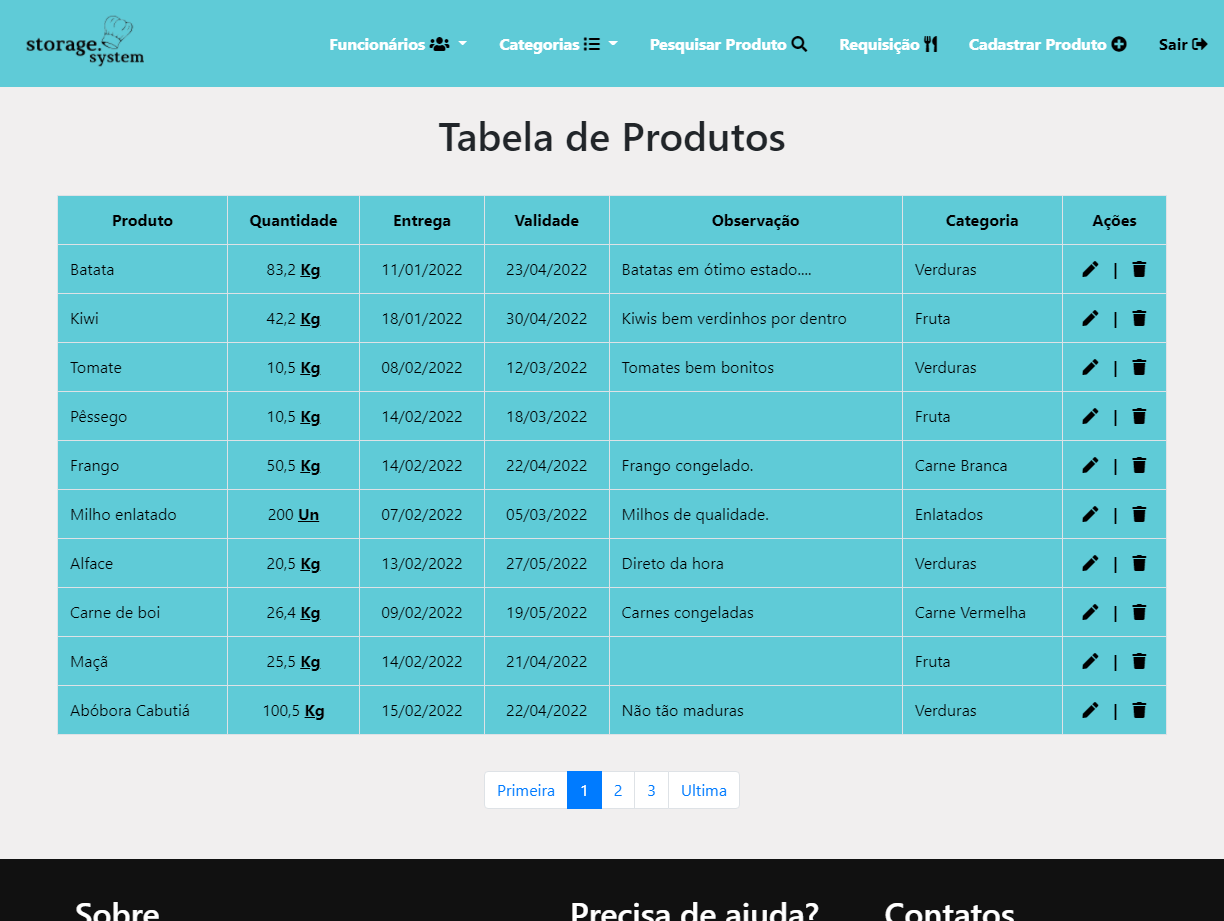 storage.
system
Funcionários Categorias Pesquisar Produto Requisição Cadastrar Produto Sair
Tabela de Produtos
Produto Quantidade Entrega Validade Observação Categoria Ações
Batata 83,2 Kg 11/01/2022 23/04/2022 Batatas em ótimo estado.... Verduras |
Kiwi 42,2 Kg 18/01/2022 30/04/2022 Kiwis bem verdinhos por dentro Fruta |
Tomate 10,5 Kg 08/02/2022 12/03/2022 Tomates bem bonitos Verduras |
Pêssego 10,5 Kg 14/02/2022 18/03/2022 Fruta |
Frango 50,5 Kg 14/02/2022 22/04/2022 Frango congelado. Carne Branca |
Milho enlatado 200 Un 07/02/2022 05/03/2022 Milhos de qualidade. Enlatados |
Alface 20,5 Kg 13/02/2022 27/05/2022 Direto da hora Verduras |
Carne de boi 26,4 Kg 09/02/2022 19/05/2022 Carnes congeladas Carne Vermelha |
Maçã 25,5 Kg 14/02/2022 21/04/2022 Fruta |
Abóbora Cabutiá 100,5 Kg 15/02/2022 22/04/2022 Não tão maduras Verduras |
Primeira 1 2 3 Ultima
Sobre Precisa de ajuda? Contatos